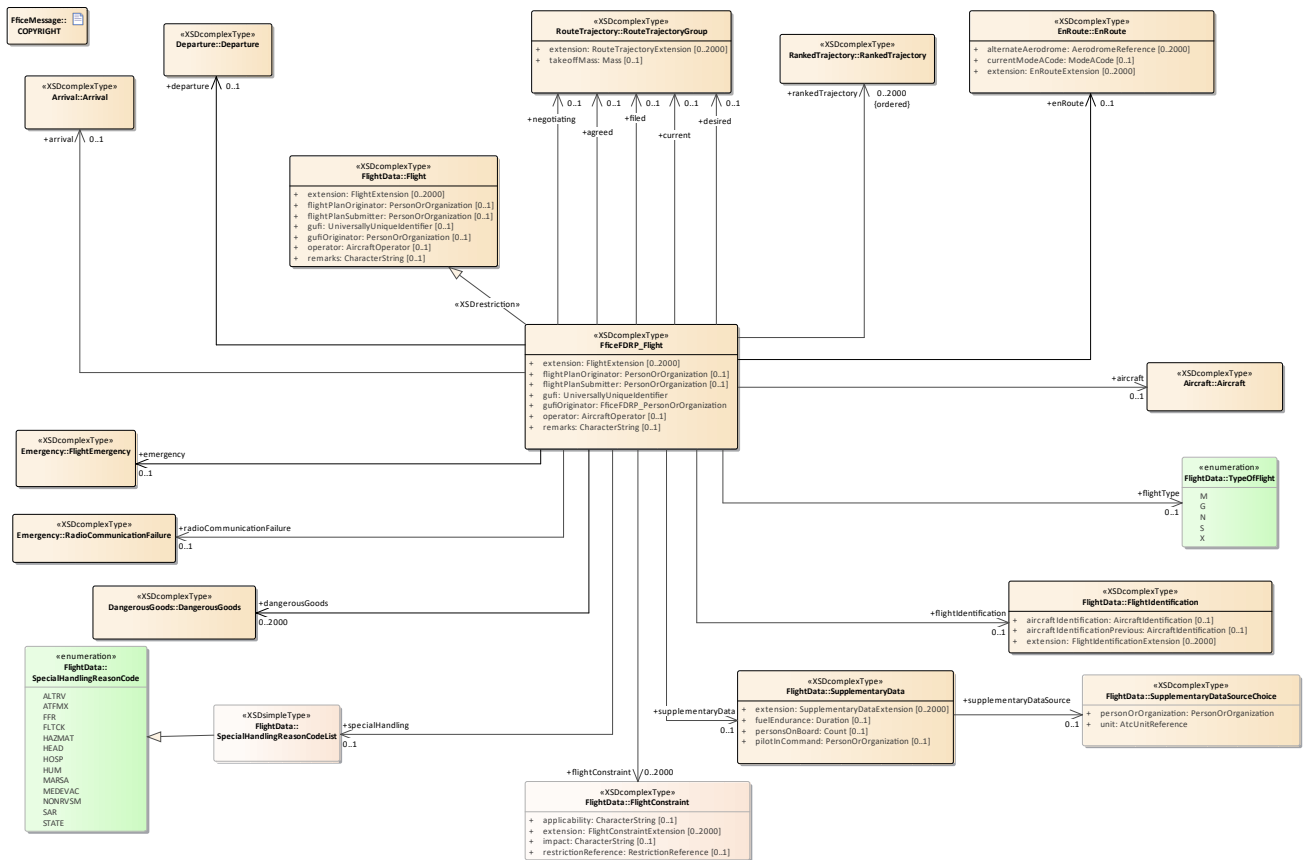 FficeMessage::
COPYRIGHT
«XSDcomplexType»
Departure::Departure
«XSDcomplexType»
RouteTrajectory::RouteTrajectoryGroup
+ extension: RouteTrajectoryExtension [0..2000]
+ takeoffMass: Mass [0..1]
«XSDcomplexType»
RankedTrajectory::RankedTrajectory
«XSDcomplexType»
EnRoute::EnRoute
+ alternateAerodrome: AerodromeReference [0..2000]
+ currentModeACode: ModeACode [0..1]
+ extension: EnRouteExtension [0..2000]
«XSDcomplexType»
Arrival::Arrival
+departure 0..1
+arrival 0..1
+negotiating 0..1
+agreed 0..1
+filed 0..1
+current 0..1
+desired 0..1
+rankedTrajectory 0..2000
{ordered}
+enRoute 0..1
«XSDcomplexType»
FlightData::Flight
+ extension: FlightExtension [0..2000]
+ flightPlanOriginator: PersonOrOrganization [0..1]
+ flightPlanSubmitter: PersonOrOrganization [0..1]
+ gufi: UniversallyUniqueIdentifier [0..1]
+ gufiOriginator: PersonOrOrganization [0..1]
+ operator: AircraftOperator [0..1]
+ remarks: CharacterString [0..1]
«XSDrestriction»
«XSDcomplexType»
FficeFDRP_Flight
+ extension: FlightExtension [0..2000]
+ flightPlanOriginator: PersonOrOrganization [0..1]
+ flightPlanSubmitter: PersonOrOrganization [0..1]
+ gufi: UniversallyUniqueIdentifier
+ gufiOriginator: FficeFDRP_PersonOrOrganization
+ operator: AircraftOperator [0..1]
+ remarks: CharacterString [0..1]
+aircraft
0..1
«XSDcomplexType»
Aircraft::Aircraft
«XSDcomplexType»
Emergency::FlightEmergency
+emergency
0..1
«enumeration»
FlightData::TypeOfFlight
M
G
N
S
X
+flightType
0..1
«XSDcomplexType»
Emergency::RadioCommunicationFailure
+radioCommunicationFailure
0..1
«XSDcomplexType»
DangerousGoods::DangerousGoods
+dangerousGoods
0..2000
+flightIdentification
0..1
«XSDcomplexType»
FlightData::FlightIdentification
+ aircraftIdentification: AircraftIdentification [0..1]
+ aircraftIdentificationPrevious: AircraftIdentification [0..1]
+ extension: FlightIdentificationExtension [0..2000]
«enumeration»
FlightData::
SpecialHandlingReasonCode
ALTRV
ATFMX
FFR
FLTCK
HAZMAT
HEAD
HOSP
HUM
MARSA
MEDEVAC
NONRVSM
SAR
STATE
«XSDsimpleType»
FlightData::
SpecialHandlingReasonCodeList
+specialHandling
0..1
+supplementaryData
0..1
«XSDcomplexType»
FlightData::SupplementaryData
+ extension: SupplementaryDataExtension [0..2000]
+ fuelEndurance: Duration [0..1]
+ personsOnBoard: Count [0..1]
+ pilotInCommand: PersonOrOrganization [0..1]
+supplementaryDataSource
0..1
«XSDcomplexType»
FlightData::SupplementaryDataSourceChoice
+ personOrOrganization: PersonOrOrganization
+ unit: AtcUnitReference
+flightConstraint 0..2000
«XSDcomplexType»
FlightData::FlightConstraint
+ applicability: CharacterString [0..1]
+ extension: FlightConstraintExtension [0..2000]
+ impact: CharacterString [0..1]
+ restrictionReference: RestrictionReference [0..1]